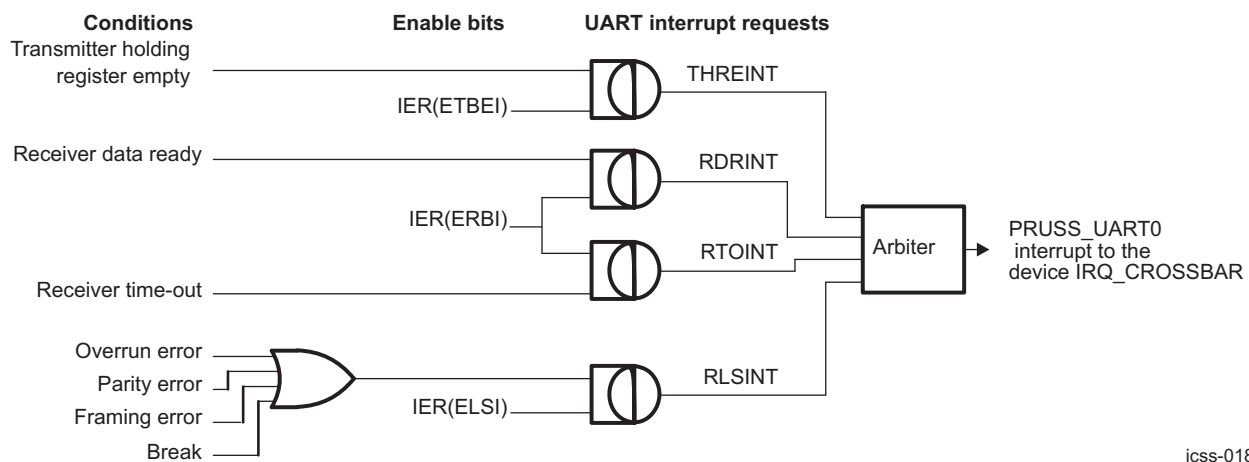 Conditions Enable bits UART interrupt requests
Transmitter holding
register empty
THREINT
IER(ETBEI)
Receiver data ready
RDRINT
IER(ERBI)
RTOINT
Receiver time-out
Arbiter
PRUSS_UART0
interrupt to the
device IRQ_CROSSBAR
Overrun error
Parity error
Framing error
Break
IER(ELSI)
RLSINT
icss-018